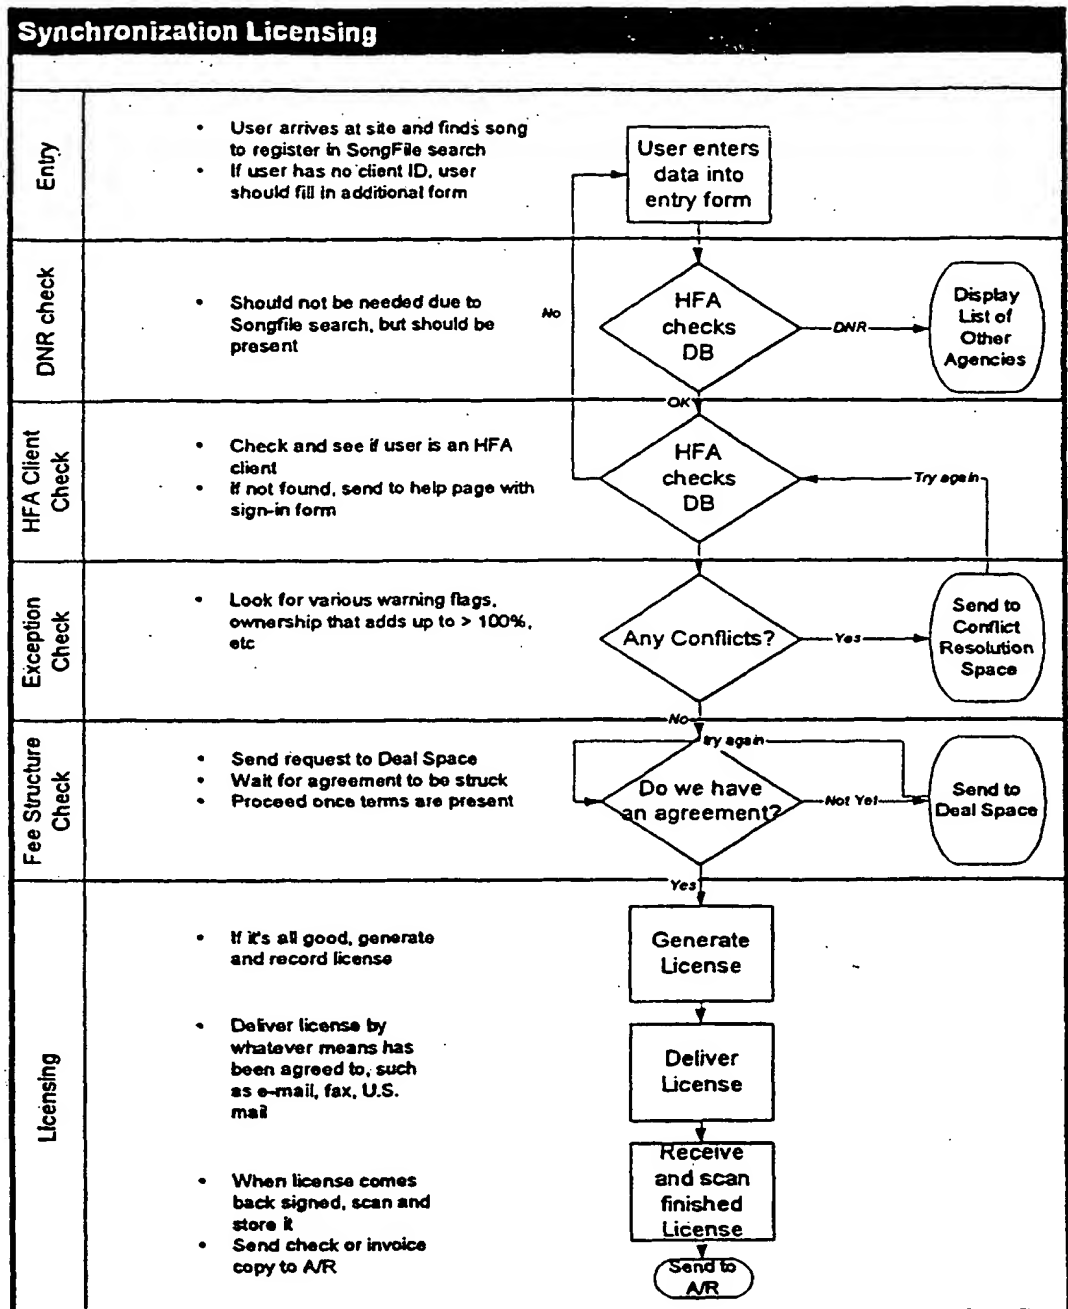 Synchronization Licensing
Entry
• User arrives at site and finds song
to register in SongFile search
• If user has no client ID, user
should fill in additional form
User enters
data into
entry form
DNR check
• Should not be needed due to
Songfile search, but should be
present
No
HFA
checks
DB
DNR
Display
List of
Other
Agencies
OK
HFA Client
Check
• Check and see if user is an HFA
client
• If not found, send to help page with
sign-in form
HFA
checks
DB
Try again
Exception
Check
• Look for various warning flags,
ownership that adds up to > 100%,
etc
Any Conflicts?
Yes
Send to
Conflict
Resolution
Space
No
try again
Fee Structure
Check
• Send request to Deal Space
• Wait for agreement to be struck
• Proceed once terms are present
Do we have
an agreement?
Not Yet
Send to
Deal Space
Yes
Licensing
• If it's all good, generate
and record license
Generate
License
• Deliver license by
whatever means has
been agreed to, such
as e-mail, fax, U.S.
mail
Deliver
License
• When license comes
back signed, scan and
store it
• Send check or invoice
copy to A/R
Receive
and scan
finished
License
Send to
A/R